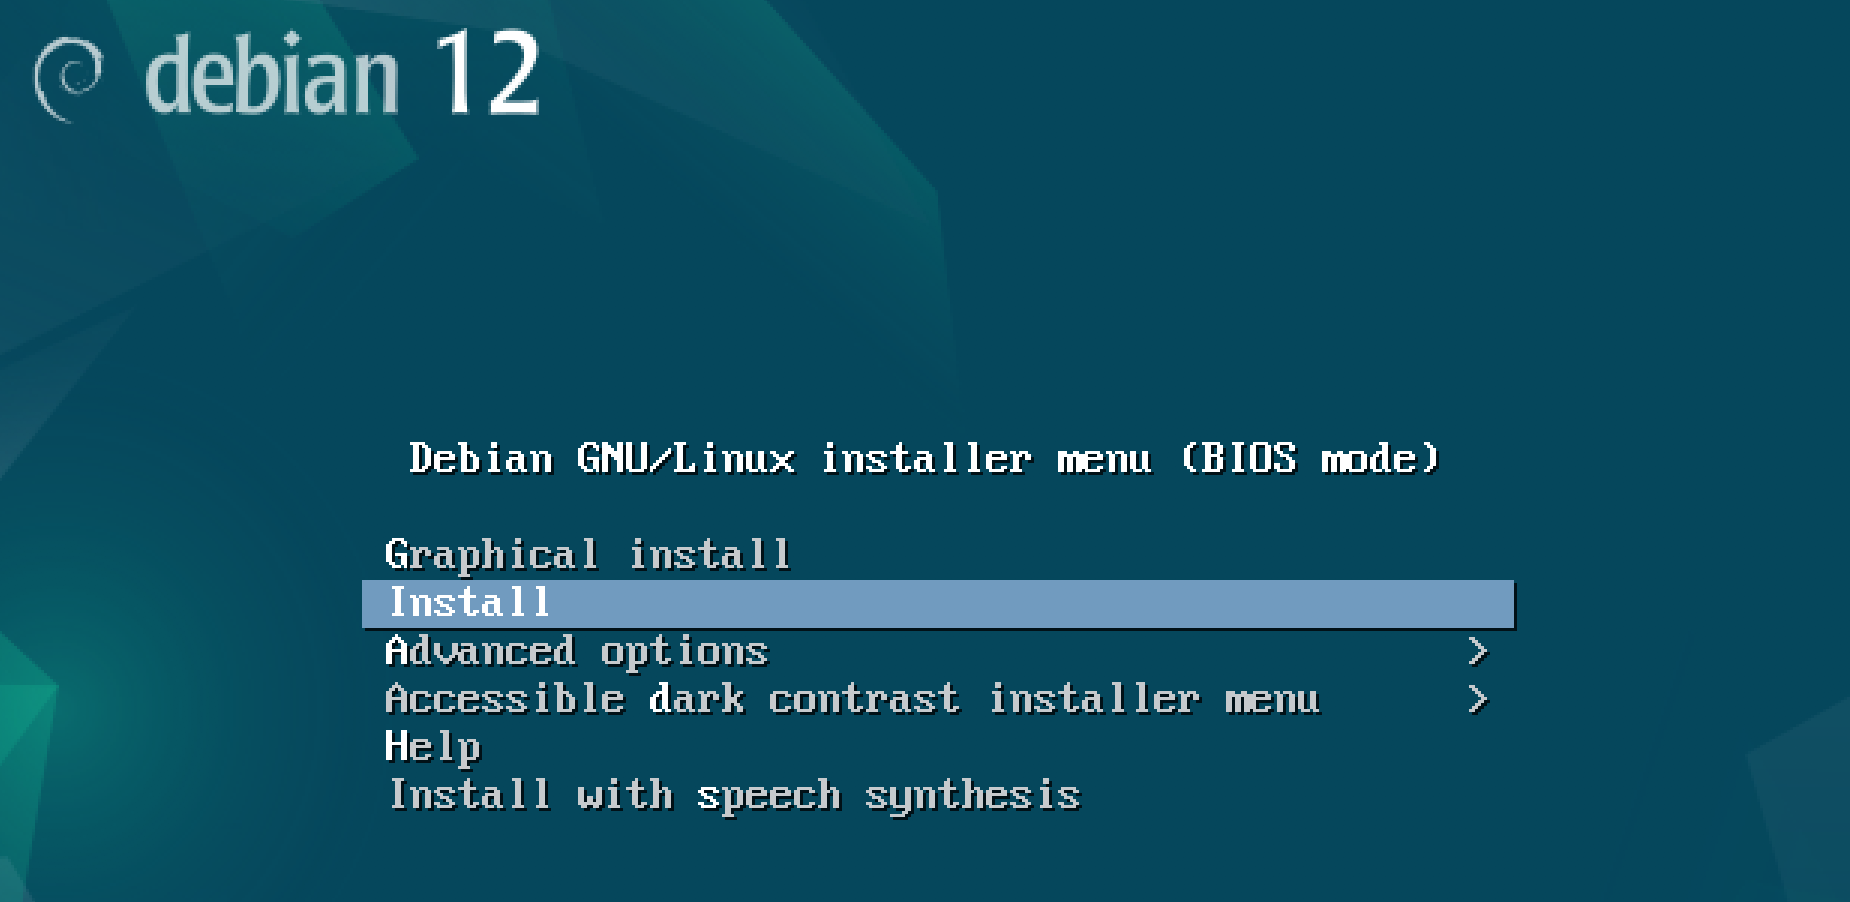 debian 12
Debian GNU/Linux installer menu (BIOS mode)
Graphical install
Install
Advanced options >
Accessible dark contrast installer menu >
Help
Install with speech synthesis